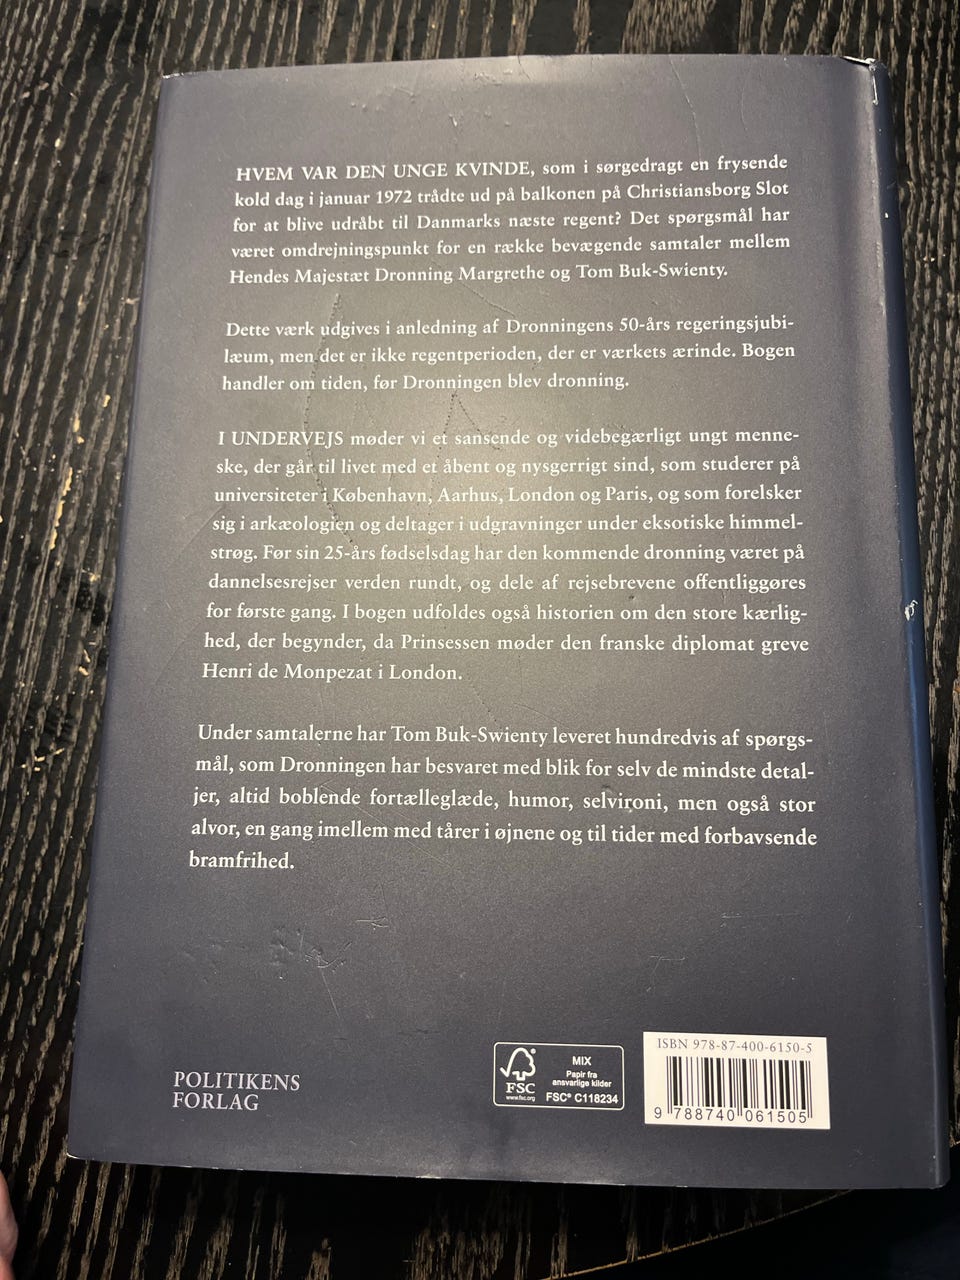 HVEM VAR DEN UNGE KVINDE, som i sørgedragt en frysende
kold dag i januar 1972 trådte ud på balkonen på Christiansborg Slot
for at blive udråbt til Danmarks næste regent? Det spørgsmål har
været omdrejningspunkt for en række bevægende samtaler mellem
Hendes Majestæt Dronning Margrethe og Tom Buk-Swienty.
Dette værk udgives i anledning af Dronningens 50-års regeringsjubi-
læum, men det er ikke regentperioden, der er værkets ærinde. Bogen
handler om tiden, før Dronningen blev dronning.
I UNDERVEJS møder vi et sansende og videbegærligt ungt menne-
ske, der går til livet med et åbent og nysgerrigt sind, som studerer på
universiteter i København, Aarhus, London og Paris, og som forelsker
sig i arkæologien og deltager i udgravninger under eksotiske himmel-
strøg. Før sin 25-års fødselsdag har den kommende dronning været på
dannelsesrejser verden rundt, og dele af rejsebrevene offentliggøres
for første gang. I bogen udfoldes også historien om den store kærlig-
hed, der begynder, da Prinsessen møder den franske diplomat greve
Henri de Monpezat i London.
Under samtalerne har Tom Buk-Swienty leveret hundredvis af spørgs-
mål, som Dronningen har besvaret med blik for selv de mindste detal-
jer, altid boblende fortælleglæde, humor, selvironi, men også stor
alvor, en gang imellem med tårer i øjnene og til tider med forbavsende
bramfrihed.
POLITIKENS
FORLAG
FSC
www.fsc.org
MIX
Papir fra
ansvarlige kilder
FSC® C118234
ISBN 978-87-400-6150-5
9 788740 061505